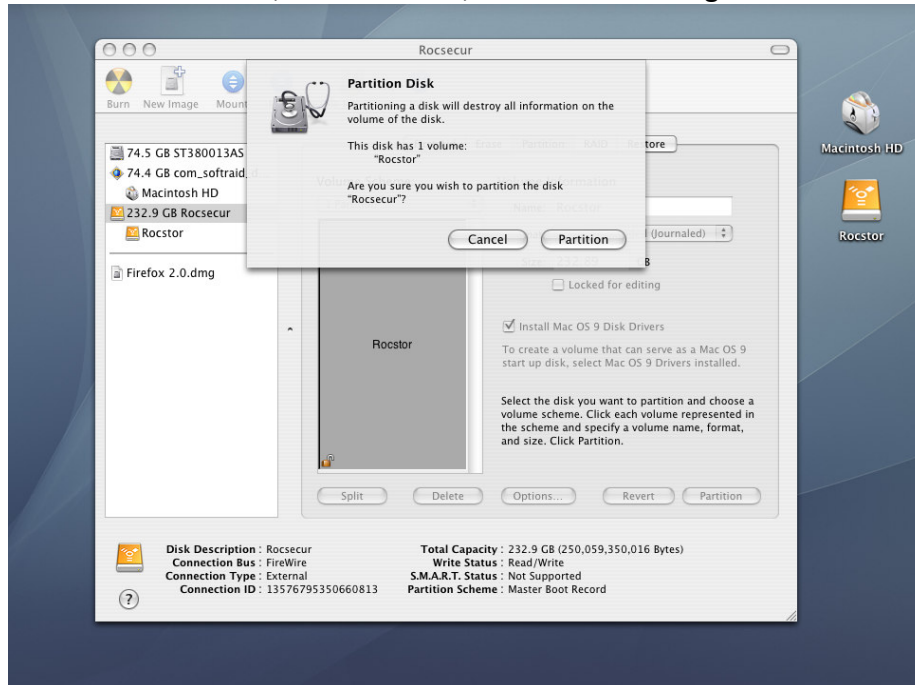 Rocsecur
Burn New Image Mount
Partition Disk
Partitioning a disk will destroy all information on the
volume of the disk.
This disk has 1 volume:
"Rocstor"
Are you sure you wish to partition the disk
"Rocsecur"?
Cancel Partition
Erase Partition RAID Restore
74.5 GB ST380013AS
74.4 GB com_softraid_d...
Macintosh HD
232.9 GB Rocsecur
Rocstor
Firefox 2.0.dmg
(Journaled)
Locked for editing
Rocstor
Install Mac OS 9 Disk Drivers
To create a volume that can serve as a Mac OS 9
start up disk, select Mac OS 9 Drivers installed.
Select the disk you want to partition and choose a
volume scheme. Click each volume represented in
the scheme and specify a volume name, format,
and size. Click Partition.
Split Delete Options... Revert Partition
Disk Description : Rocsecur
Connection Bus : FireWire
Connection Type : External
Connection ID : 13576795350660813
Total Capacity : 232.9 GB (250,059,350,016 Bytes)
Write Status : Read/Write
S.M.A.R.T. Status : Not Supported
Partition Scheme : Master Boot Record
?
Macintosh HD
Rocstor